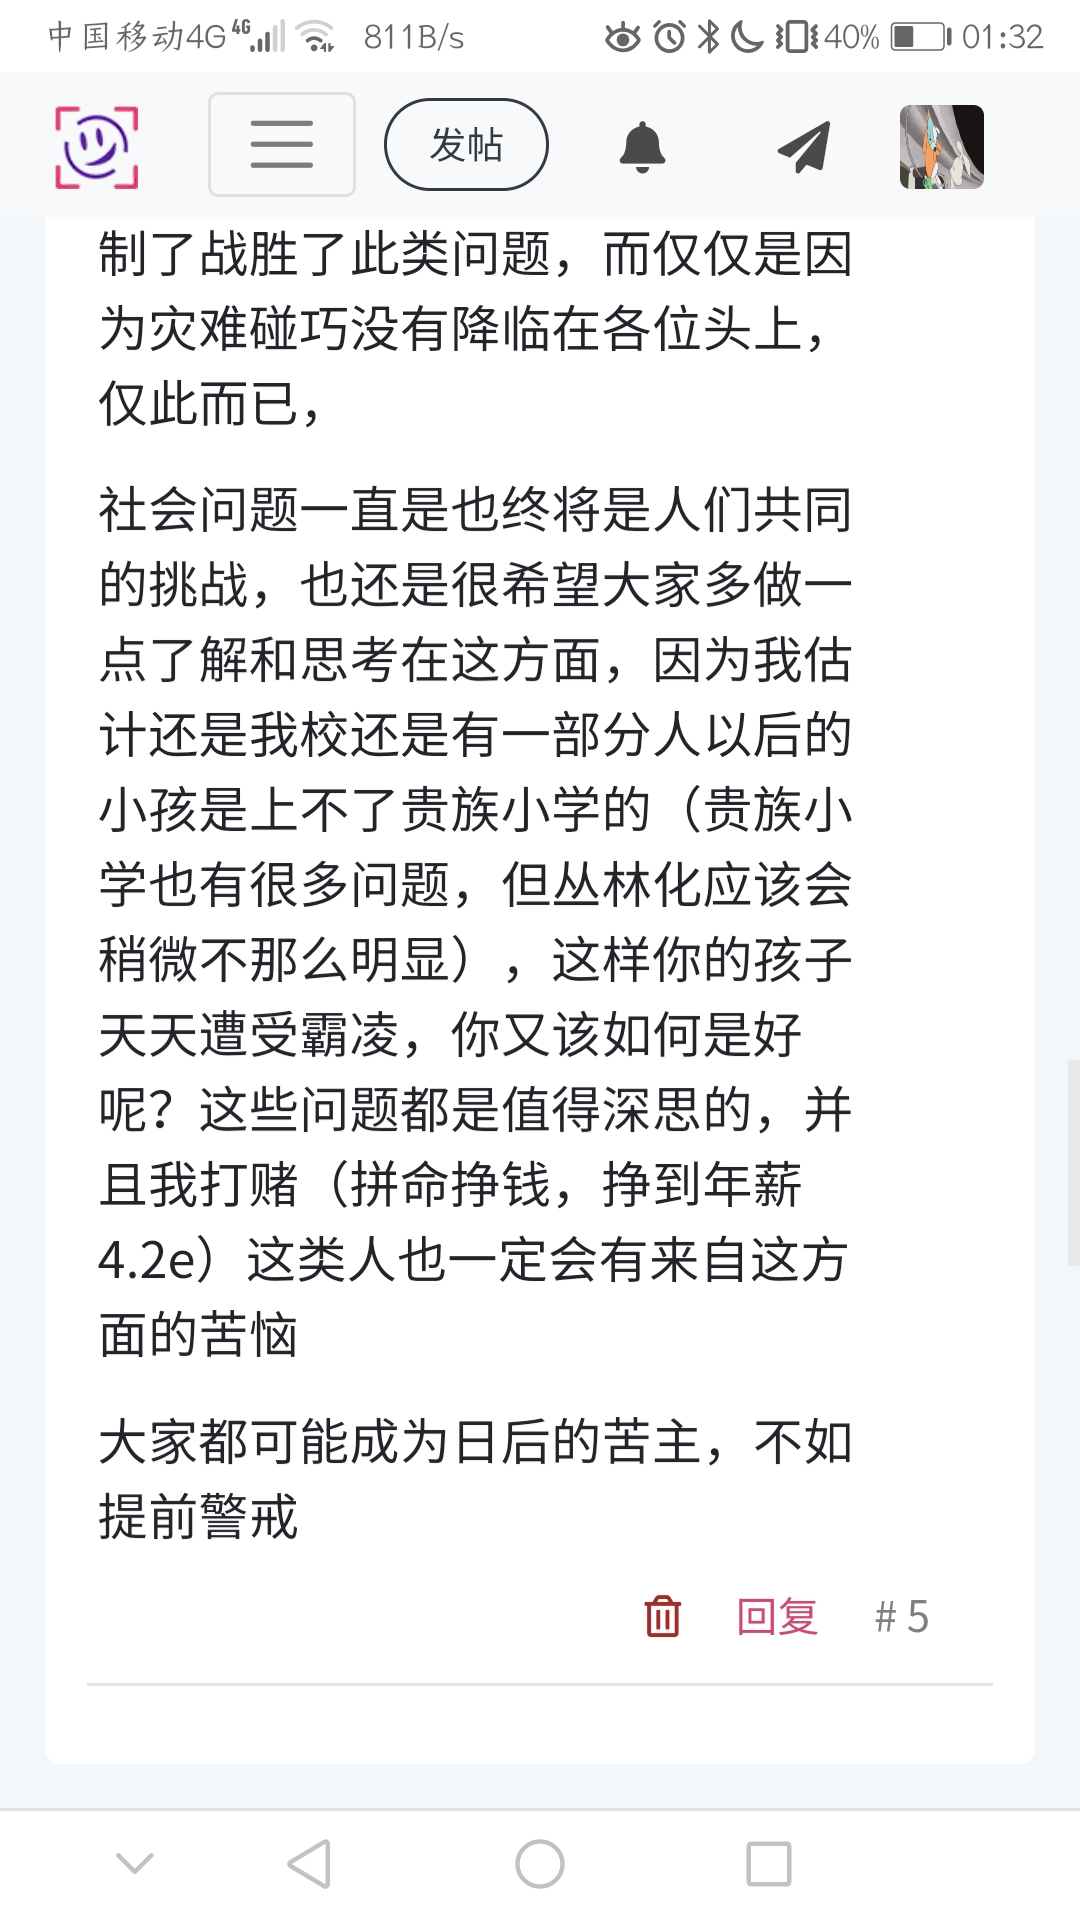 中国移动4G 4G 811B/s 40% 01:32
发帖
制了战胜了此类问题，而仅仅是因
为灾难碰巧没有降临在各位头上，
仅此而已，
社会问题一直是也终将是人们共同
的挑战，也还是很希望大家多做一
点了解和思考在这方面，因为我估
计还是我校还是有一部分人以后的
小孩是上不了贵族小学的（贵族小
学也有很多问题，但丛林化应该会
稍微不那么明显），这样你的孩子
天天遭受霸凌，你又该如何是好
呢？这些问题都是值得深思的，并
且我打赌（拼命挣钱，挣到年薪
4.2e）这类人也一定会有来自这方
面的苦恼
大家都可能成为日后的苦主，不如
提前警戒
回复 # 5